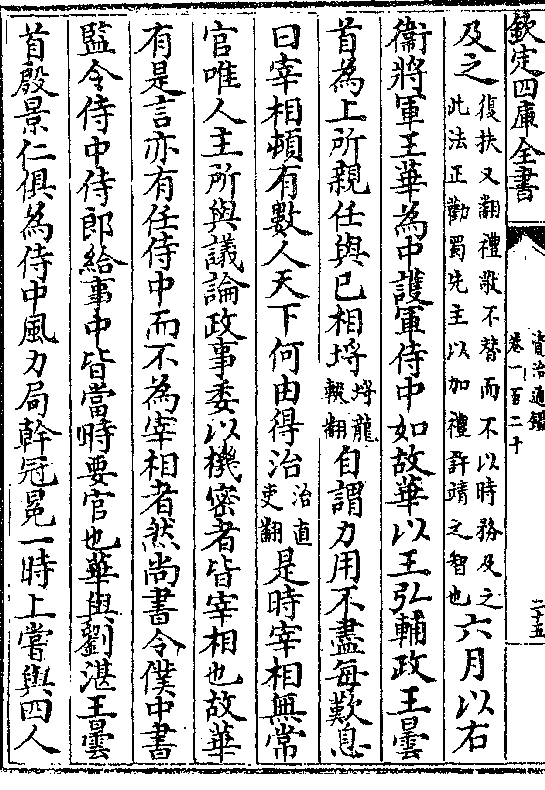 欽定四庫全書
資治通鑑
卷一百二十
二十五
及之復扶又翻禮敬不替而不以時務及之此法正勸蜀先主以加禮許靖之智也六月以右
衞將軍王華為中護軍侍中如故華以王弘輔政王曇
首為上所親任與已相埒埒龍輟翻自謂力用不盡每歎息
曰宰相頓有數人天下何由得治治直吏翻是時宰相無常
官唯人主所與議論政事委以機密者皆宰相也故華
有是言亦有任侍中而不為宰相者然尚書令僕中書
監令侍中侍郎給事中皆當時要官也華與劉湛王曇
首殷景仁俱為侍中風力局幹冠冕一時上嘗與四人